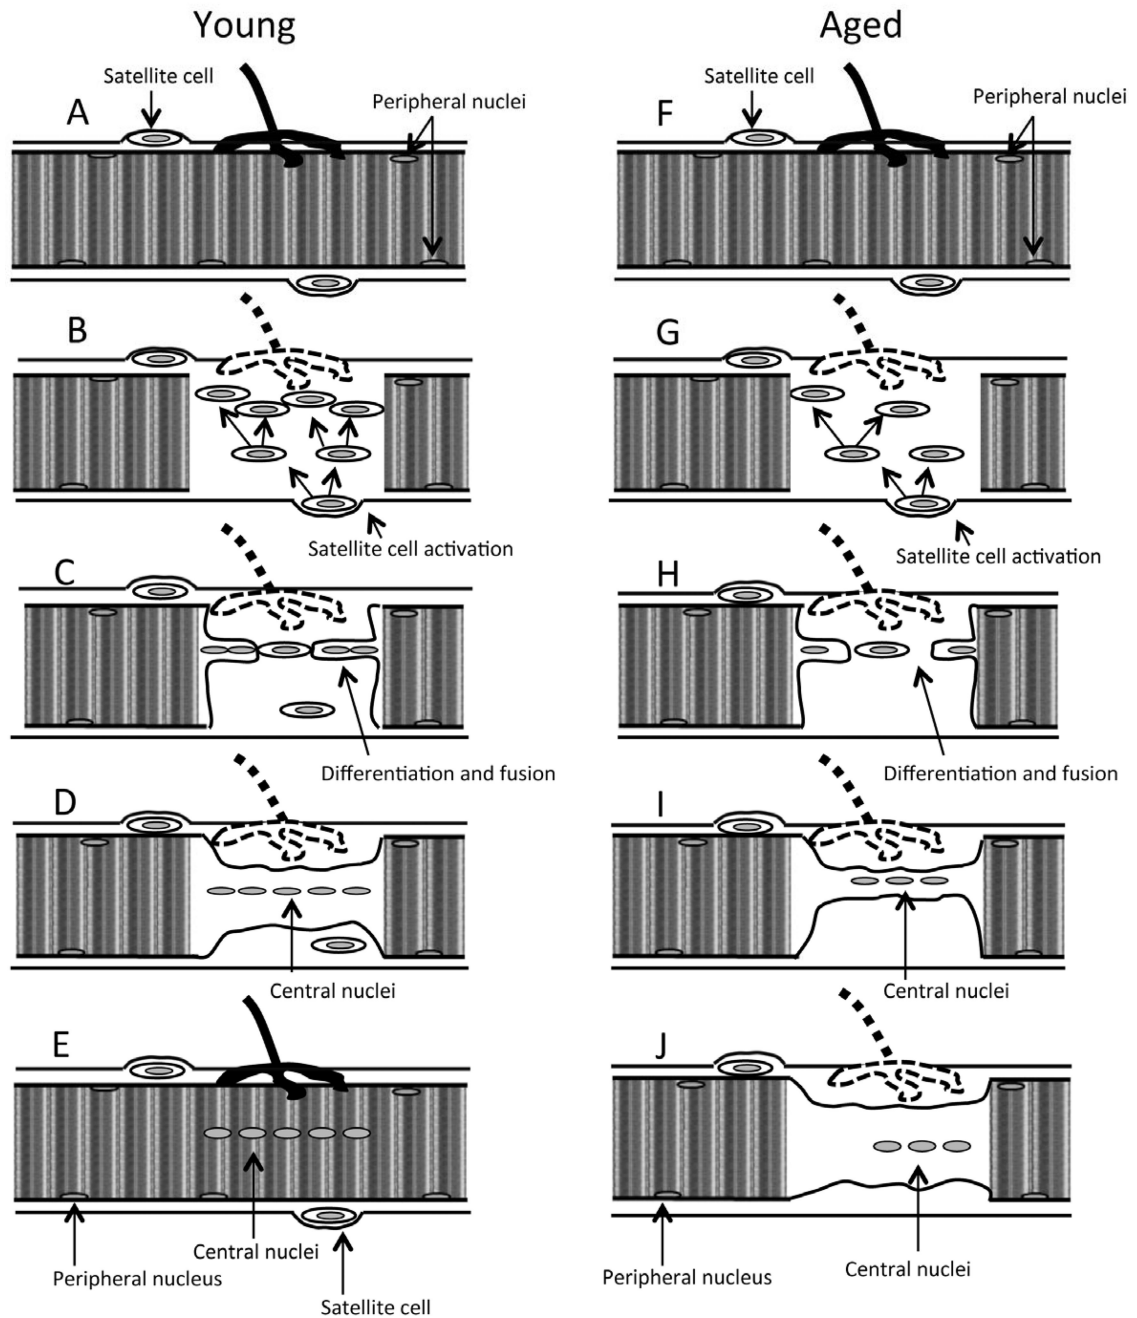 Young
Aged
Satellite cell
Peripheral nuclei
A
Satellite cell
Peripheral nuclei
F
B
Satellite cell activation
G
Satellite cell activation
C
Differentiation and fusion
H
Differentiation and fusion
D
Central nuclei
I
Central nuclei
E
Central nuclei
Peripheral nucleus
Satellite cell
J
Central nuclei
Peripheral nucleus